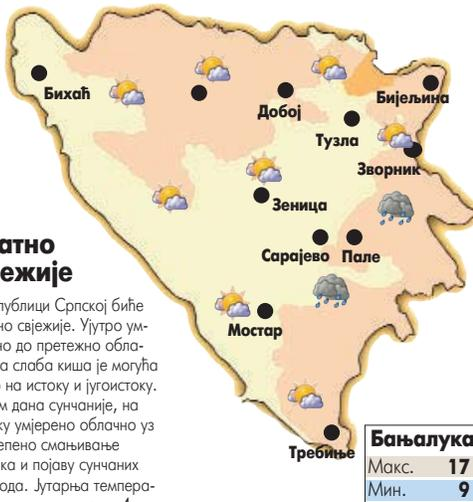 Бихаћ
Добој
Бијељина
Тузла
Зворник
Зеница
Сарајево Пале
Мостар
Требиње
атно
ежије
публици Српској биће
но свјежије. Ујутро ум-
но до претежно обла-
а слаба киша је могућа
о на истоку и југоистоку.
м дана сунчаније, на
ку умјерено облачно уз
епено смањивање
ка и појаву сунчаних
ода. Јутарња темпера-
Бањалука
Макс. 17
Мин. 9